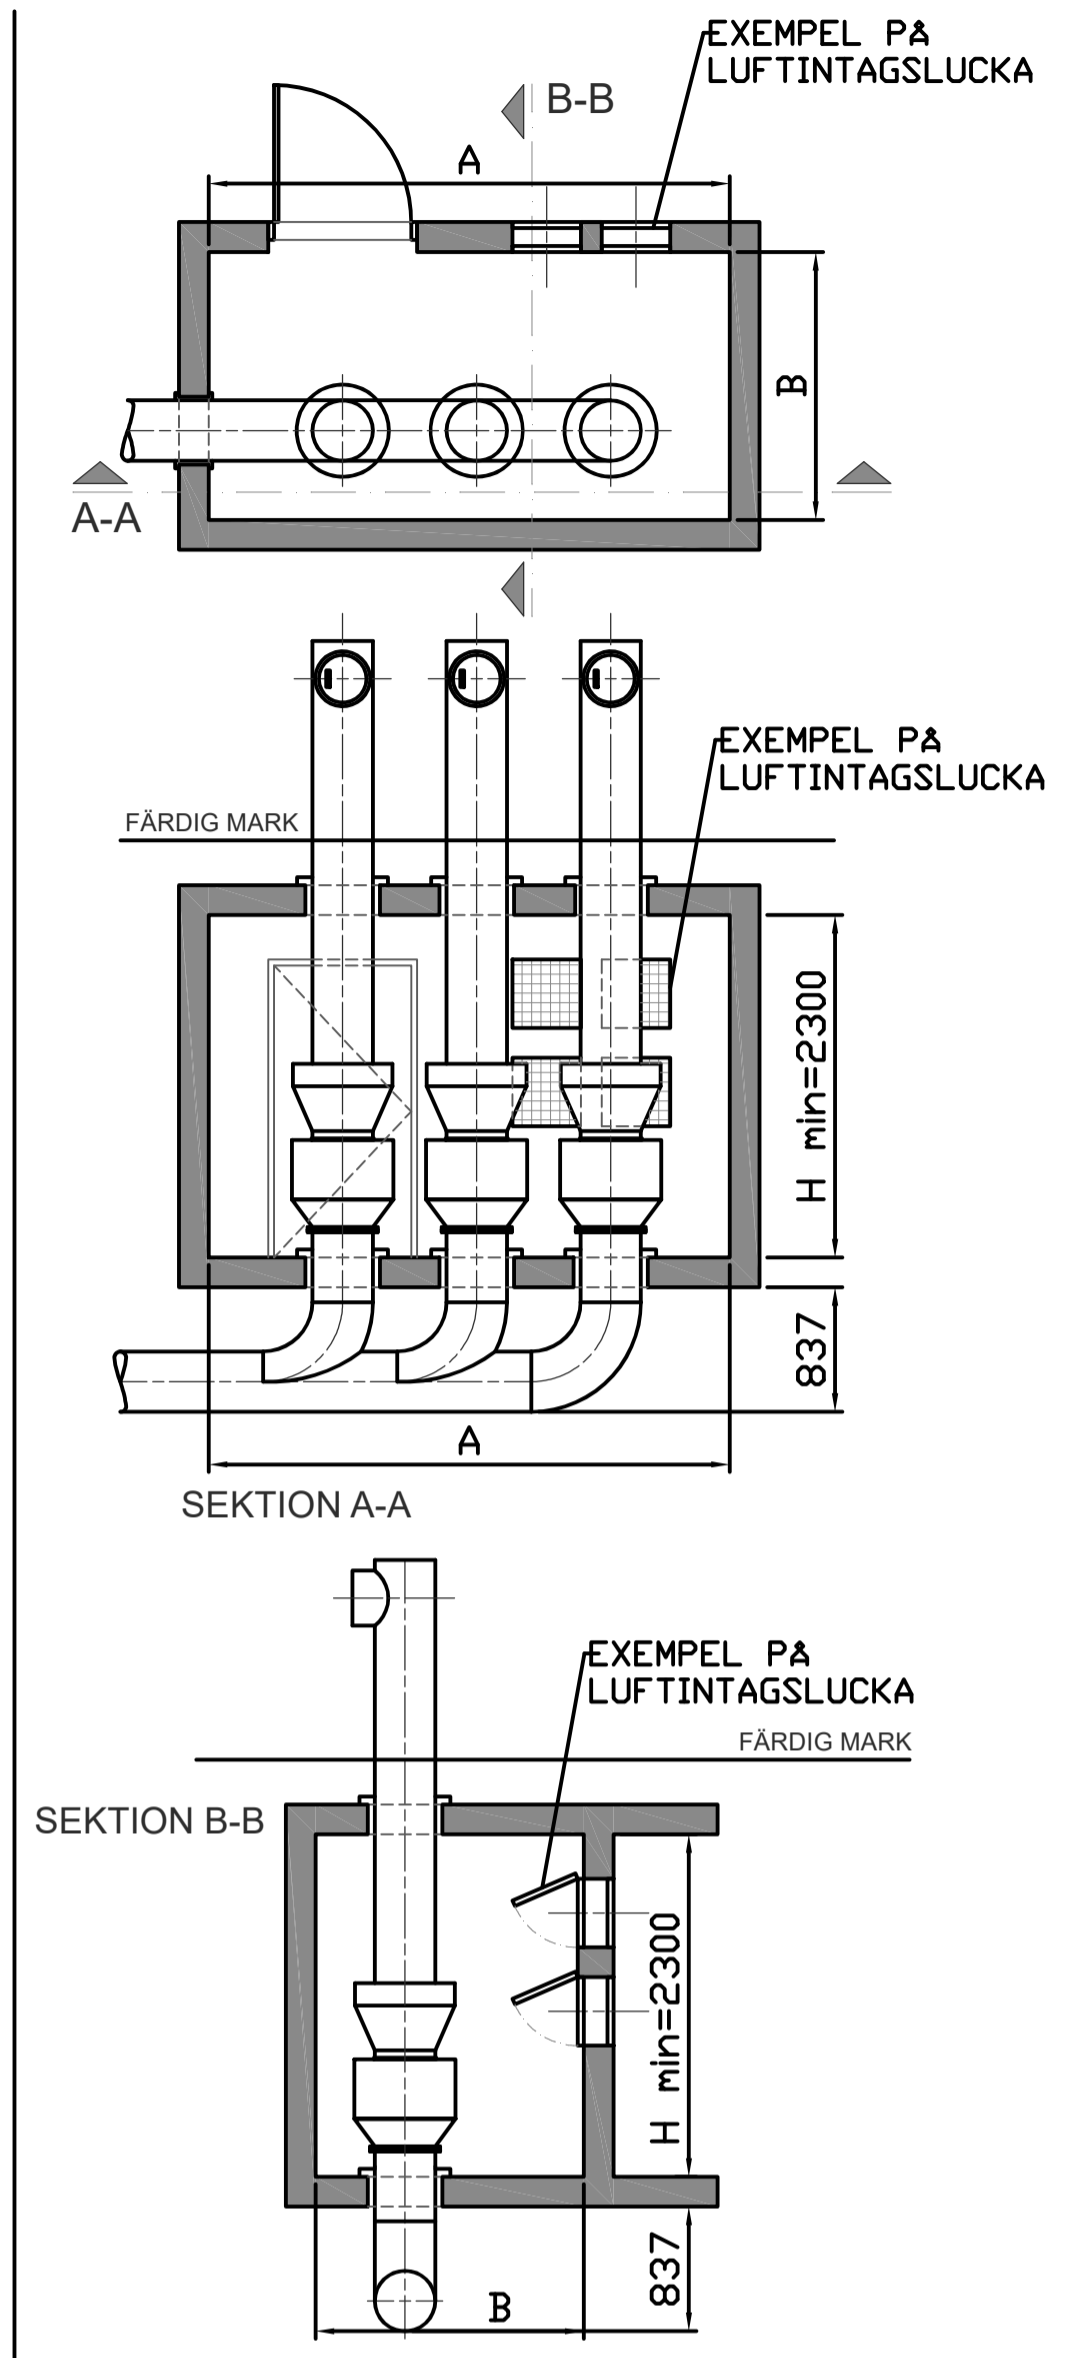 EXEMPEL PÅ
LUFTINTAGSLUCKA
B-B
A
B
A-A
EXEMPEL PÅ
LUFTINTAGSLUCKA
FÄRDIG MARK
H min=2300
837
A
SEKTION A-A
EXEMPEL PÅ
LUFTINTAGSLUCKA
FÄRDIG MARK
SEKTION B-B
H min=2300
837
B